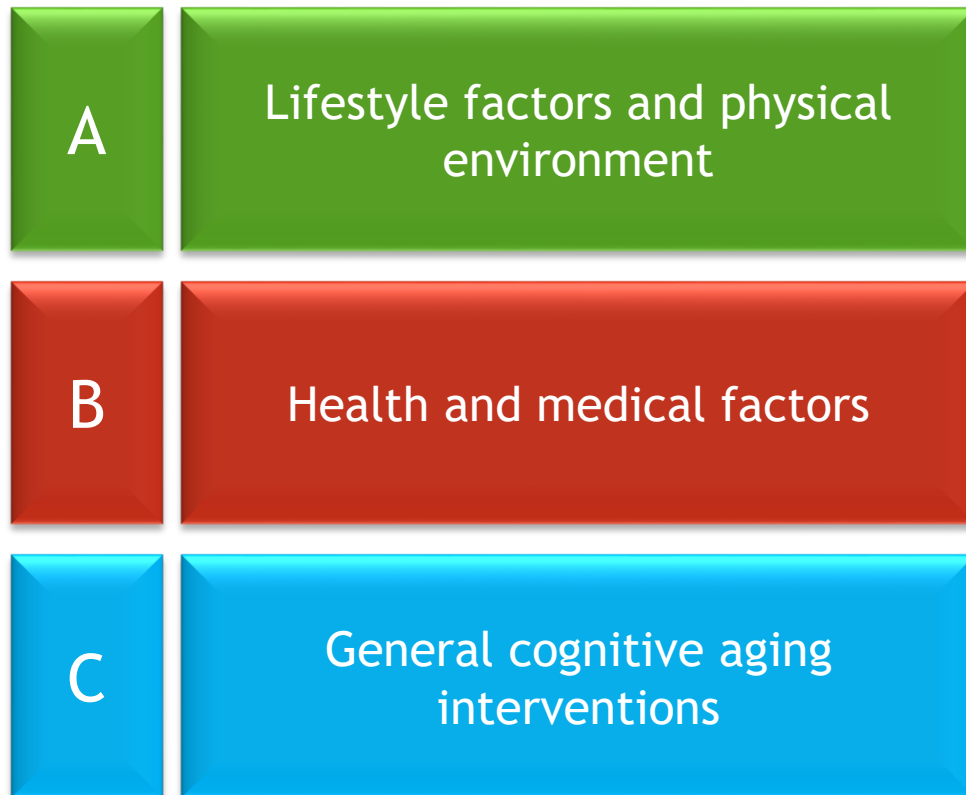 A
Lifestyle factors and physical
environment
B
Health and medical factors
C
General cognitive aging
interventions